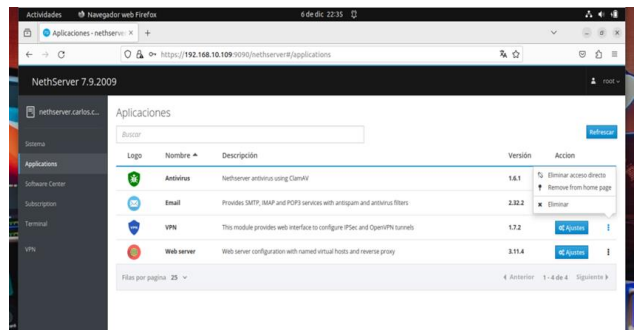 Actividades Navegador web Firefox 6 de dic 22:35
Aplicaciones - nethserver × +
https://192.168.10.109:9090/nethserver#/applications
NethServer 7.9.2009 root
nethserver.carlos.c...
Sistema
Applications
Software Center
Subscription
Terminal
VPN
Aplicaciones
Buscar
Refrescar
Logo Nombre Descripción Versión Accion
Antivirus Nethserver antivirus using ClamAV 1.6.1
Email Provides SMTP, IMAP and POP3 services with antispam and antivirus filters 2.32.2
VPN This module provides web interface to configure IPSec and OpenVPN tunnels 1.7.2 Ajustes
Web server Web server configuration with named virtual hosts and reverse proxy 3.11.4 Ajustes
Eliminar acceso directo
Remove from home page
Eliminar
Filas por pagina 25 Anterior 1 - 4 de 4 Siguiente